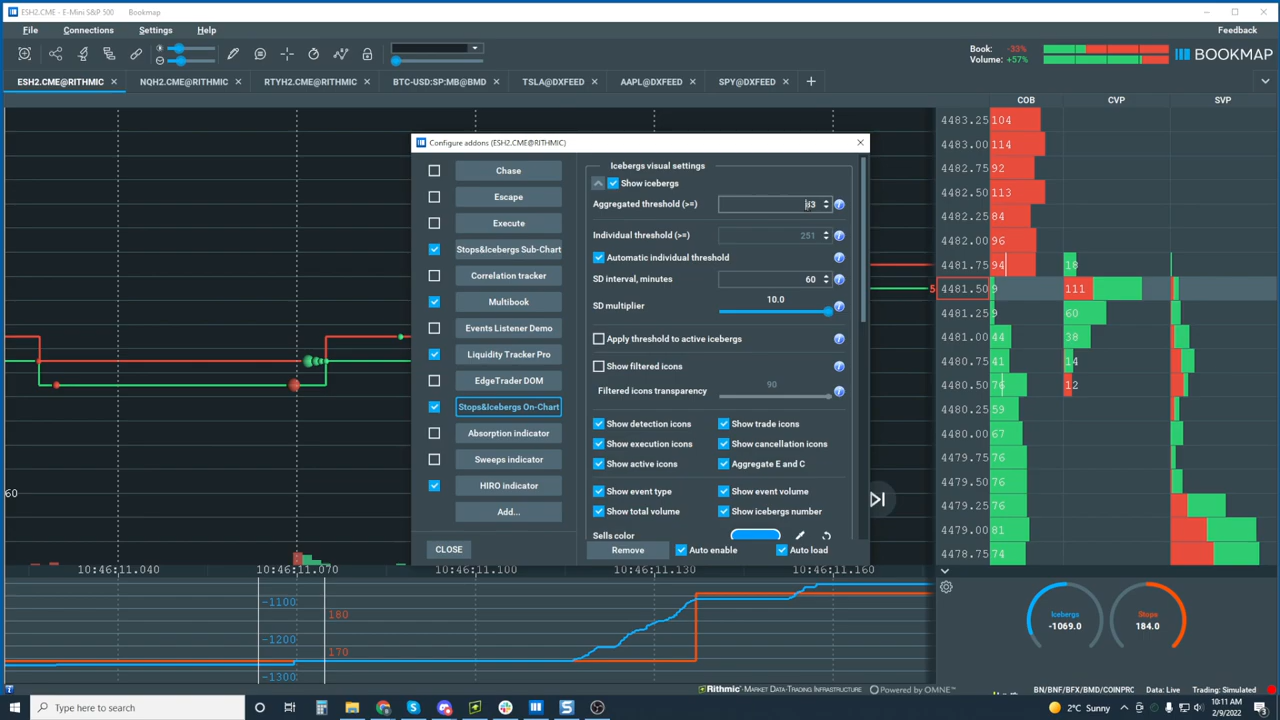 ESH2.CME - E-Mini S&P 500
Bookmap
File Connections Settings Help
Feedback
Book: -33%
Volume: +57%
BOOKMAP
ESH2.CME@RITHMIC NQH2.CME@RITHMIC RTYH2.CME@RITHMIC BTC-USD:SP:MB@BMD TSLA@DXFEED AAPL@DXFEED SPY@DXFEED
COB CVP SVP
4483.25 104
4483.00 114
4482.75 92
4482.50 113
4482.25 84
4482.00 96
4481.75 94 18
5 4481.50 9 111
4481.25 9 60
4481.00 44 38
4480.75 41 14
4480.50 76 12
4480.25 59
4480.00 67
4479.75 76
4479.50 76
4479.25 76
4479.00 81
4478.75 74
Configure addons (ESH2.CME@RITHMIC)
Chase
Escape
Execute
Stops&Icebergs Sub-Chart
Correlation tracker
Multibook
Events Listener Demo
Liquidity Tracker Pro
EdgeTrader DOM
Stops&Icebergs On-Chart
Absorption indicator
Sweeps indicator
HIRO indicator
Add...
CLOSE
Icebergs visual settings
Show icebergs
Aggregated threshold (>=)
Individual threshold (>=) 251
Automatic individual threshold
SD interval, minutes 60
SD multiplier 10.0
Apply threshold to active icebergs
Show filtered icons
Filtered icons transparency 90
Show detection icons Show trade icons
Show execution icons Show cancellation icons
Show active icons Aggregate E and C
Show event type Show event volume
Show total volume Show icebergs number
Sells color
Remove Auto enable Auto load
60
10:46:11.040 10:46:11.070 10:46:11.100 10:46:11.130 10:46:11.160
-1100 180
-1200 170
-1300
Icebergs
-1069.0
Stops
184.0
Rithmic - MARKET DATA-TRADING INFRASTRUCTURE Powered by OMNE™ BN/BNF/BFX/BMD/COINPRC Data: Live Trading: Simulated
Type here to search
2°C Sunny
10:11 AM
2/9/2022